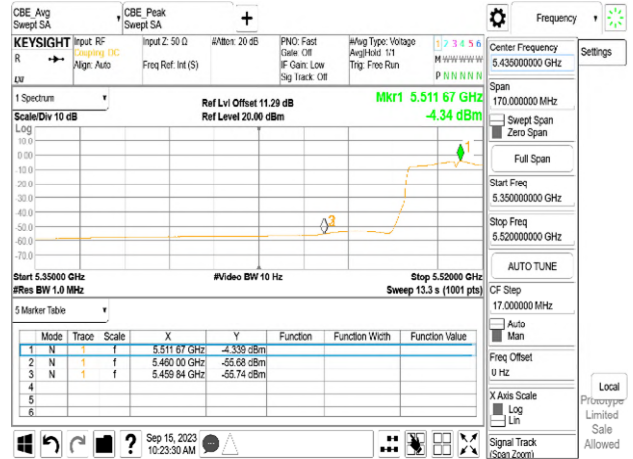 CBE_Avg
Swept SA
CBE_Peak
Swept SA
+
Frequency
KEYSIGHT
R
Input: RF
Coupling: DC
Align: Auto
Input Z: 50 Ω
Freq Ref: Int (S)
#Atten: 20 dB
PNO: Fast
Gate: Off
IF Gain: Low
Sig Track: Off
#Avg Type: Voltage
Avg|Hold: 1/1
Trig: Free Run
1 2 3 4 5 6
M W W W W W
P N N N N N
1 Spectrum
Scale/Div 10 dB
Ref Lvl Offset 11.29 dB
Ref Level 20.00 dBm
Mkr1 5.511 67 GHz
-4.34 dBm
Log
10.0
0.00
-10.0
-20.0
-30.0
-40.0
-50.0
-60.0
-70.0
1
3
Start 5.35000 GHz
#Res BW 1.0 MHz
#Video BW 10 Hz
Stop 5.52000 GHz
Sweep 13.3 s (1001 pts)
5 Marker Table
Mode Trace Scale X Y Function Function Width Function Value
1 N 1 f 5.511 67 GHz -4.339 dBm
2 N 1 f 5.460 00 GHz -55.68 dBm
3 N 1 f 5.459 84 GHz -55.74 dBm
4
5
6
Sep 15, 2023
10:23:30 AM
Center Frequency
5.435000000 GHz
Settings
Span
170.000000 MHz
Swept Span
Zero Span
Full Span
Start Freq
5.350000000 GHz
Stop Freq
5.520000000 GHz
AUTO TUNE
CF Step
17.000000 MHz
Auto
Man
Freq Offset
0 Hz
X Axis Scale
Log
Lin
Signal Track
(Span Zoom)
Local
Prototype
Limited
Sale
Allowed